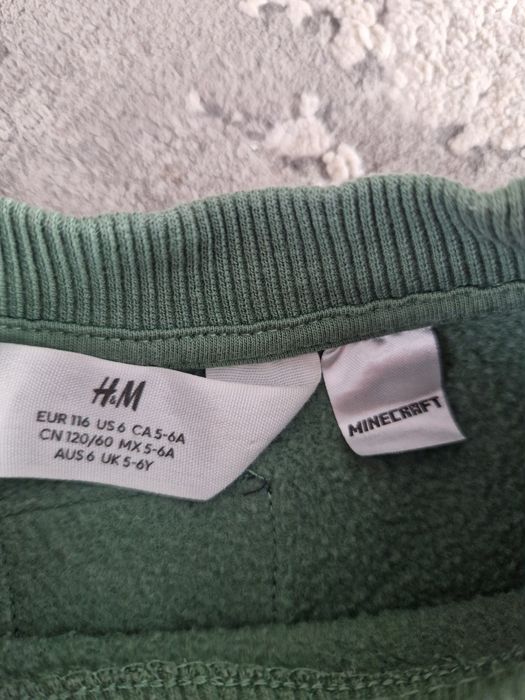 H&M
EUR 116 US 6 CA 5-6A
CN 120/60 MX 5-6A
AUS 6 UK 5-6Y
MINECRAFT